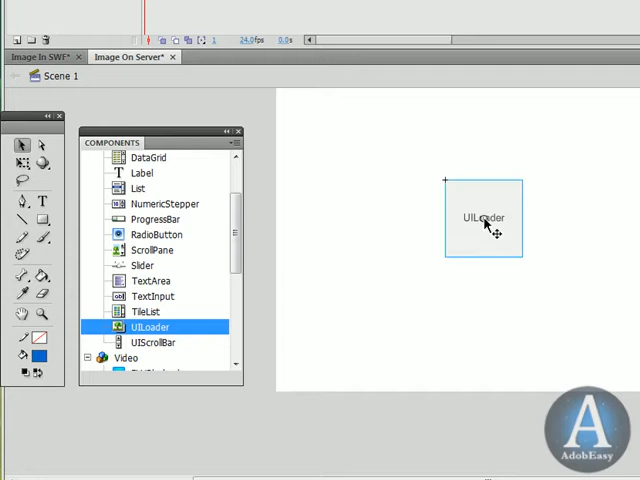 1 24.0fps 0.0s
Image In SWF* Image On Server*
Scene 1
COMPONENTS
DataGrid
Label
List
NumericStepper
ProgressBar
RadioButton
ScrollPane
Slider
TextArea
TextInput
TileList
UILoader
UIScrollBar
Video
UILoader
A
AdobEasy